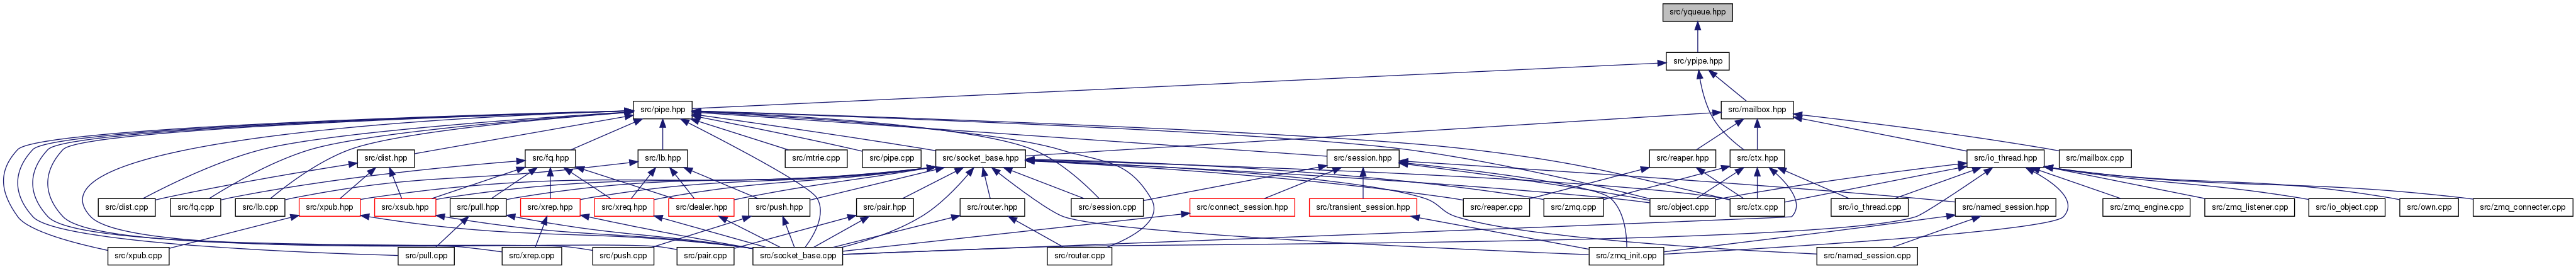 src/yqueue.hpp
src/ypipe.hpp
src/pipe.hpp
src/mailbox.hpp
src/dist.hpp
src/fq.hpp
src/lb.hpp
src/mtrie.cpp
src/pipe.cpp
src/socket_base.hpp
src/session.hpp
src/reaper.hpp
src/ctx.hpp
src/io_thread.hpp
src/mailbox.cpp
src/dist.cpp
src/fq.cpp
src/lb.cpp
src/xpub.hpp
src/xsub.hpp
src/pull.hpp
src/xrep.hpp
src/xreq.hpp
src/dealer.hpp
src/push.hpp
src/pair.hpp
src/router.hpp
src/session.cpp
src/connect_session.hpp
src/transient_session.hpp
src/reaper.cpp
src/zmq.cpp
src/object.cpp
src/ctx.cpp
src/io_thread.cpp
src/named_session.hpp
src/zmq_engine.cpp
src/zmq_listener.cpp
src/io_object.cpp
src/own.cpp
src/zmq_connecter.cpp
src/xpub.cpp
src/pull.cpp
src/xrep.cpp
src/push.cpp
src/pair.cpp
src/socket_base.cpp
src/router.cpp
src/zmq_init.cpp
src/named_session.cpp